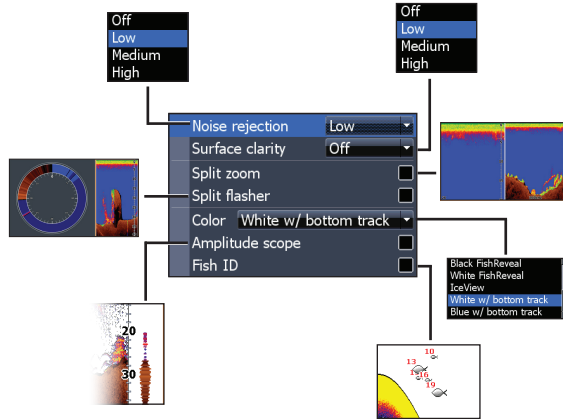 Off
Low
Medium
High
Off
Low
Medium
High
Noise rejection Low
Surface clarity Off
Split zoom
Split flasher
Color White w/ bottom track
Amplitude scope
Fish ID
Black FishReveal
White FishReveal
IceView
White w/ bottom track
Blue w/ bottom track
20
30
10
13
16
19